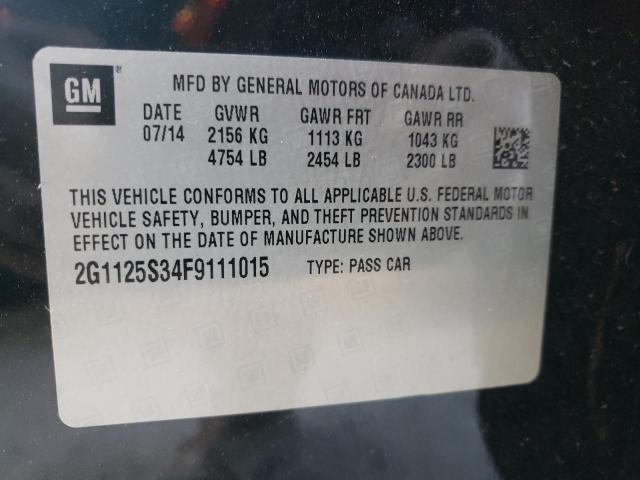 GM
MFD BY GENERAL MOTORS OF CANADA LTD.
DATE GVWR GAWR FRT GAWR RR
07/14 2156 KG 1113 KG 1043 KG
4754 LB 2454 LB 2300 LB
THIS VEHICLE CONFORMS TO ALL APPLICABLE U.S. FEDERAL MOTOR
VEHICLE SAFETY, BUMPER, AND THEFT PREVENTION STANDARDS IN
EFFECT ON THE DATE OF MANUFACTURE SHOWN ABOVE.
2G1125S34F9111015 TYPE: PASS CAR